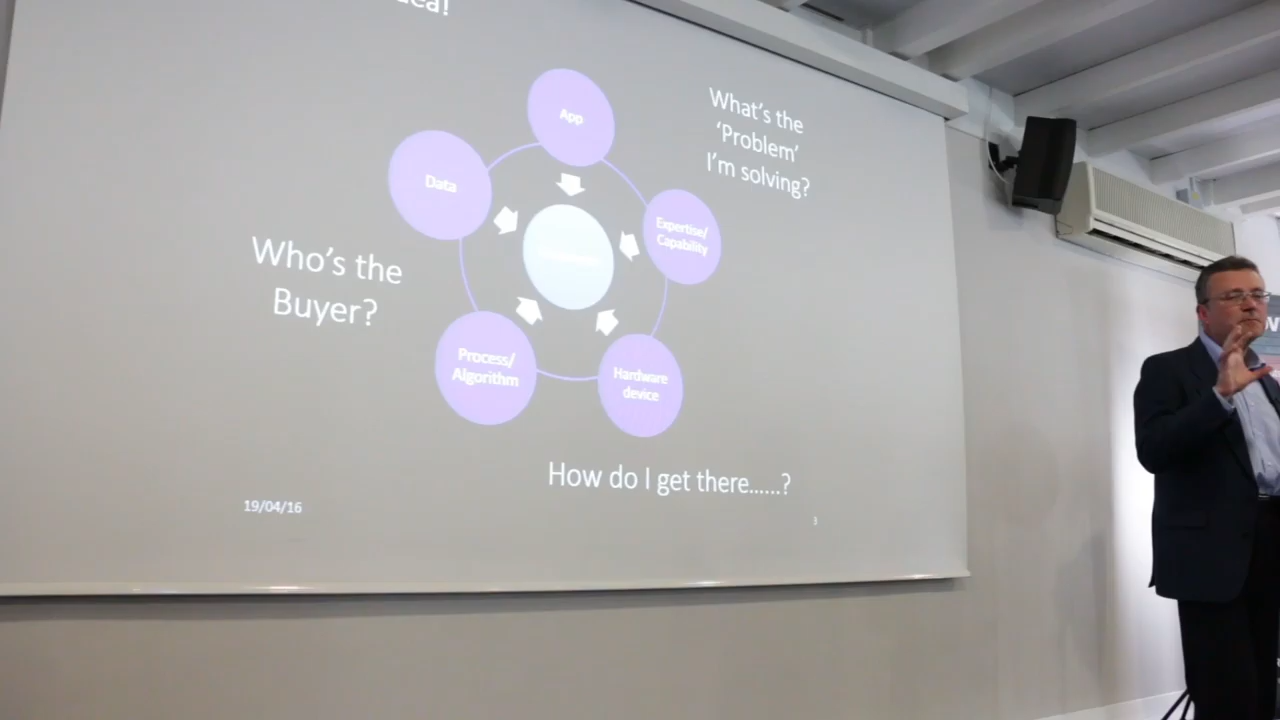 App
What's the
'Problem'
I'm solving?
Data
Expertise/
Capability
Who's the
Buyer?
Process/
Algorithm
Hardware
device
How do I get there......?
19/04/16
3